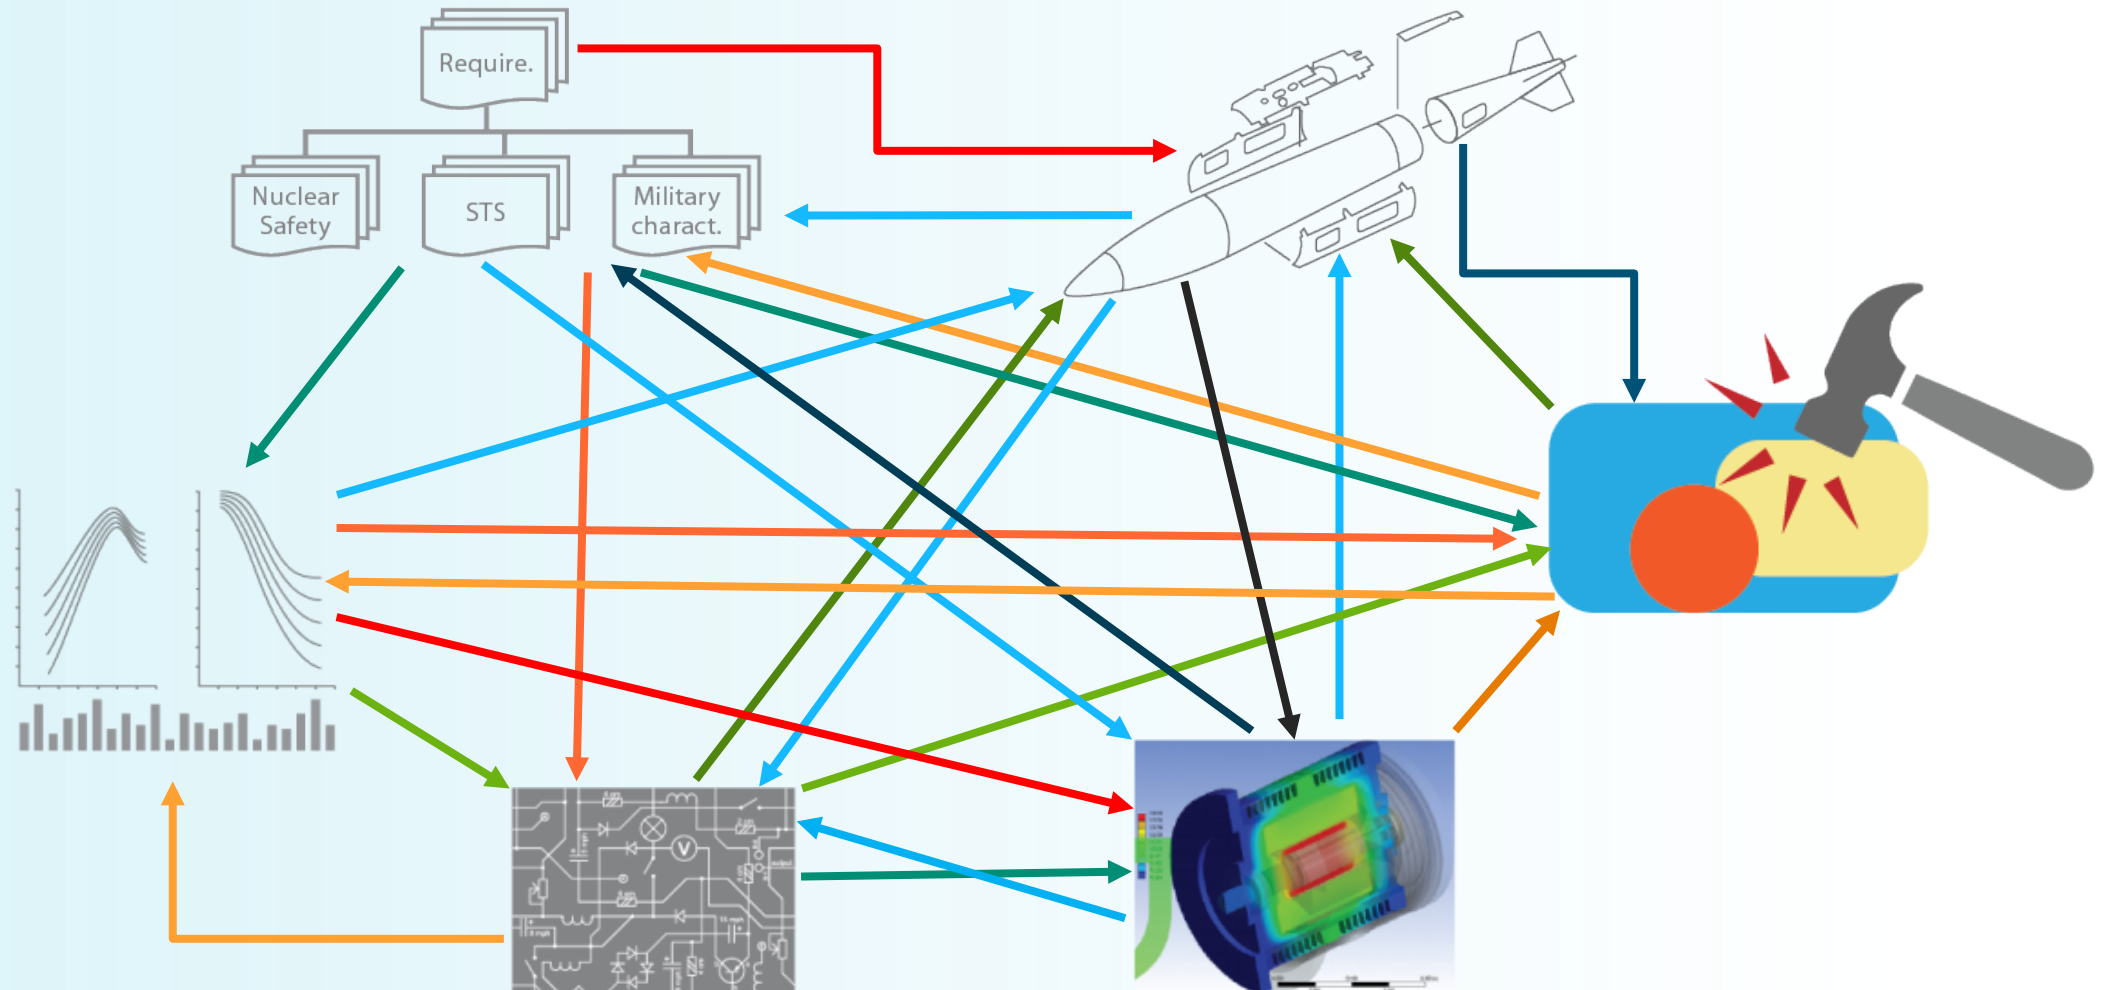 Require.
Nuclear
Safety
STS
Military
charact.
V